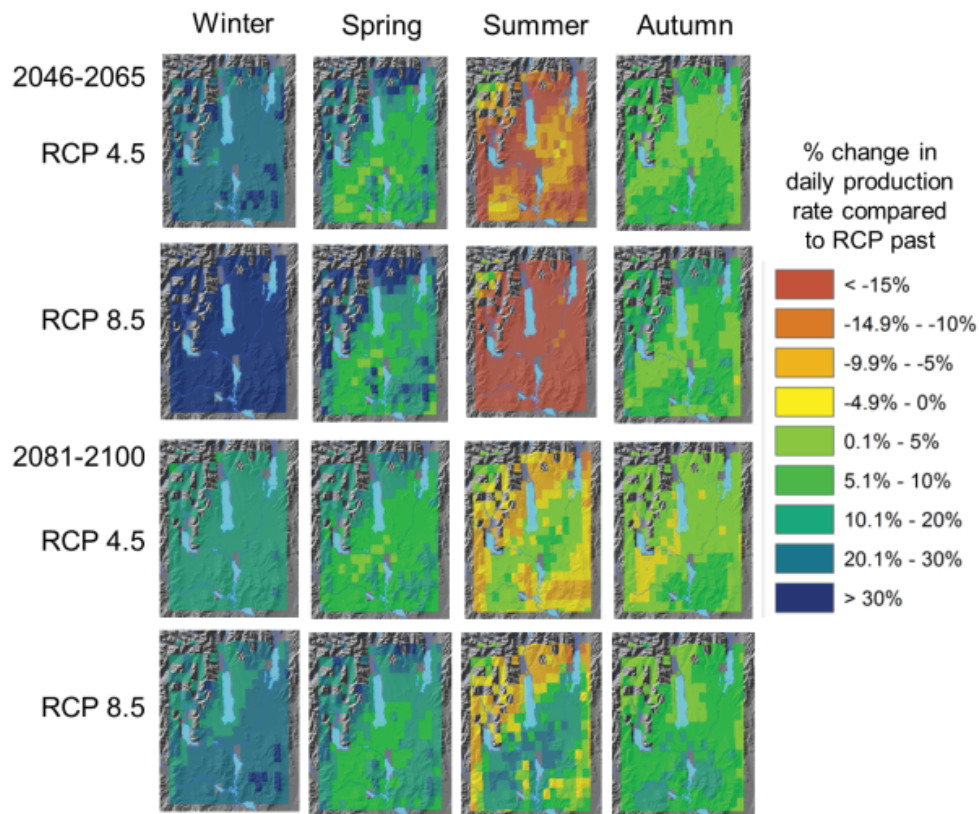 Winter Spring Summer Autumn
2046-2065
RCP 4.5
RCP 8.5
2081-2100
RCP 4.5
RCP 8.5
% change in
daily production
rate compared
to RCP past
< -15%
-14.9% - -10%
-9.9% - -5%
-4.9% - 0%
0.1% - 5%
5.1% - 10%
10.1% - 20%
20.1% - 30%
> 30%